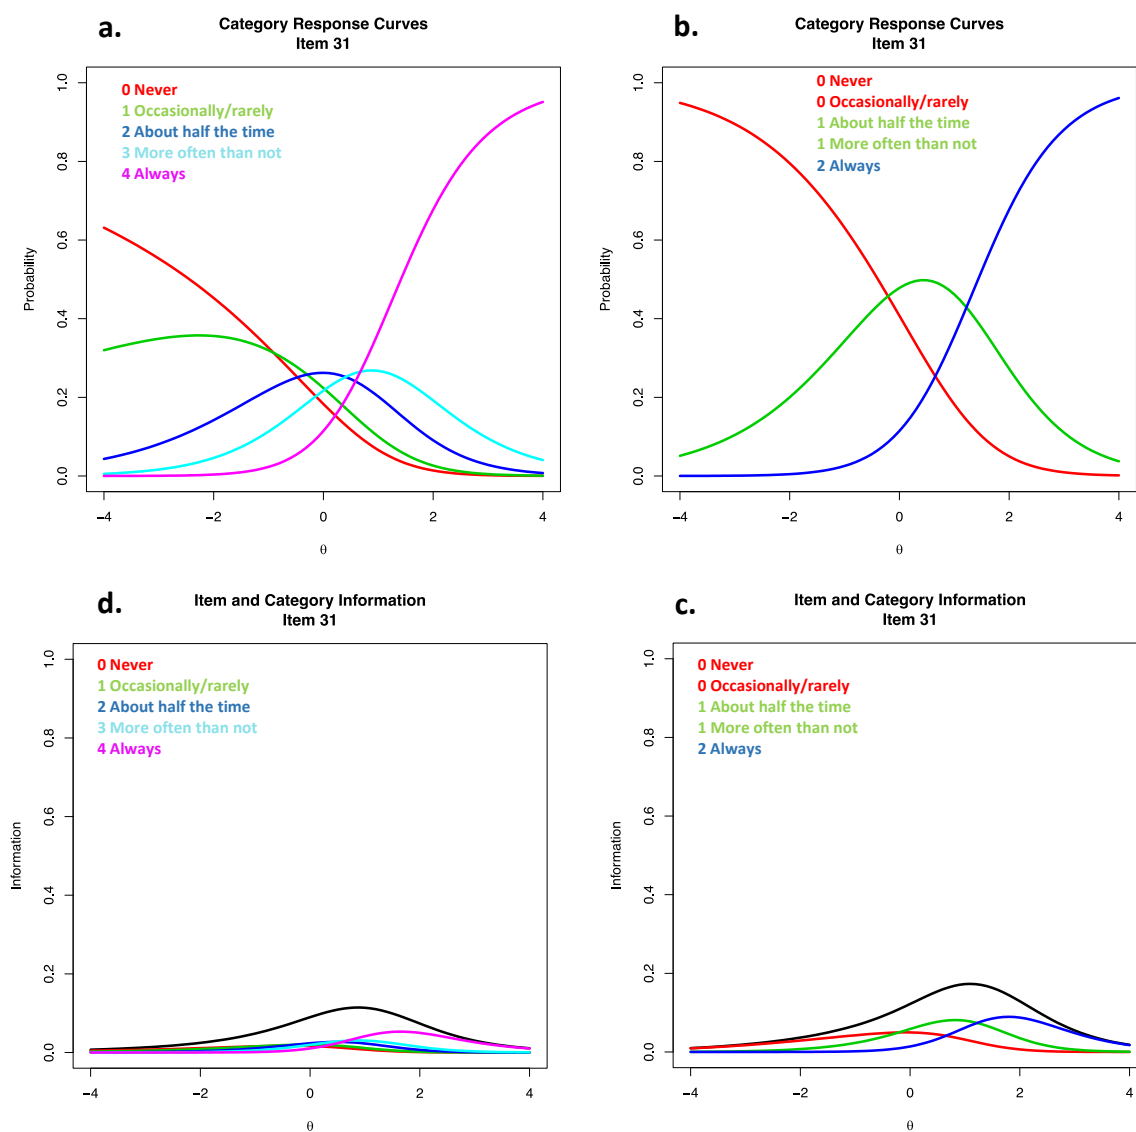 a.
Category Response Curves
Item 31
0 Never
1 Occasionally/rarely
2 About half the time
3 More often than not
4 Always
Probability
0.0 0.2 0.4 0.6 0.8 1.0
−4 −2 0 2 4
θ
b.
Category Response Curves
Item 31
0 Never
0 Occasionally/rarely
1 About half the time
1 More often than not
2 Always
Probability
0.0 0.2 0.4 0.6 0.8 1.0
−4 −2 0 2 4
θ
d.
Item and Category Information
Item 31
0 Never
1 Occasionally/rarely
2 About half the time
3 More often than not
4 Always
Information
0.0 0.2 0.4 0.6 0.8 1.0
−4 −2 0 2 4
θ
c.
Item and Category Information
Item 31
0 Never
0 Occasionally/rarely
1 About half the time
1 More often than not
2 Always
Information
0.0 0.2 0.4 0.6 0.8 1.0
−4 −2 0 2 4
θ